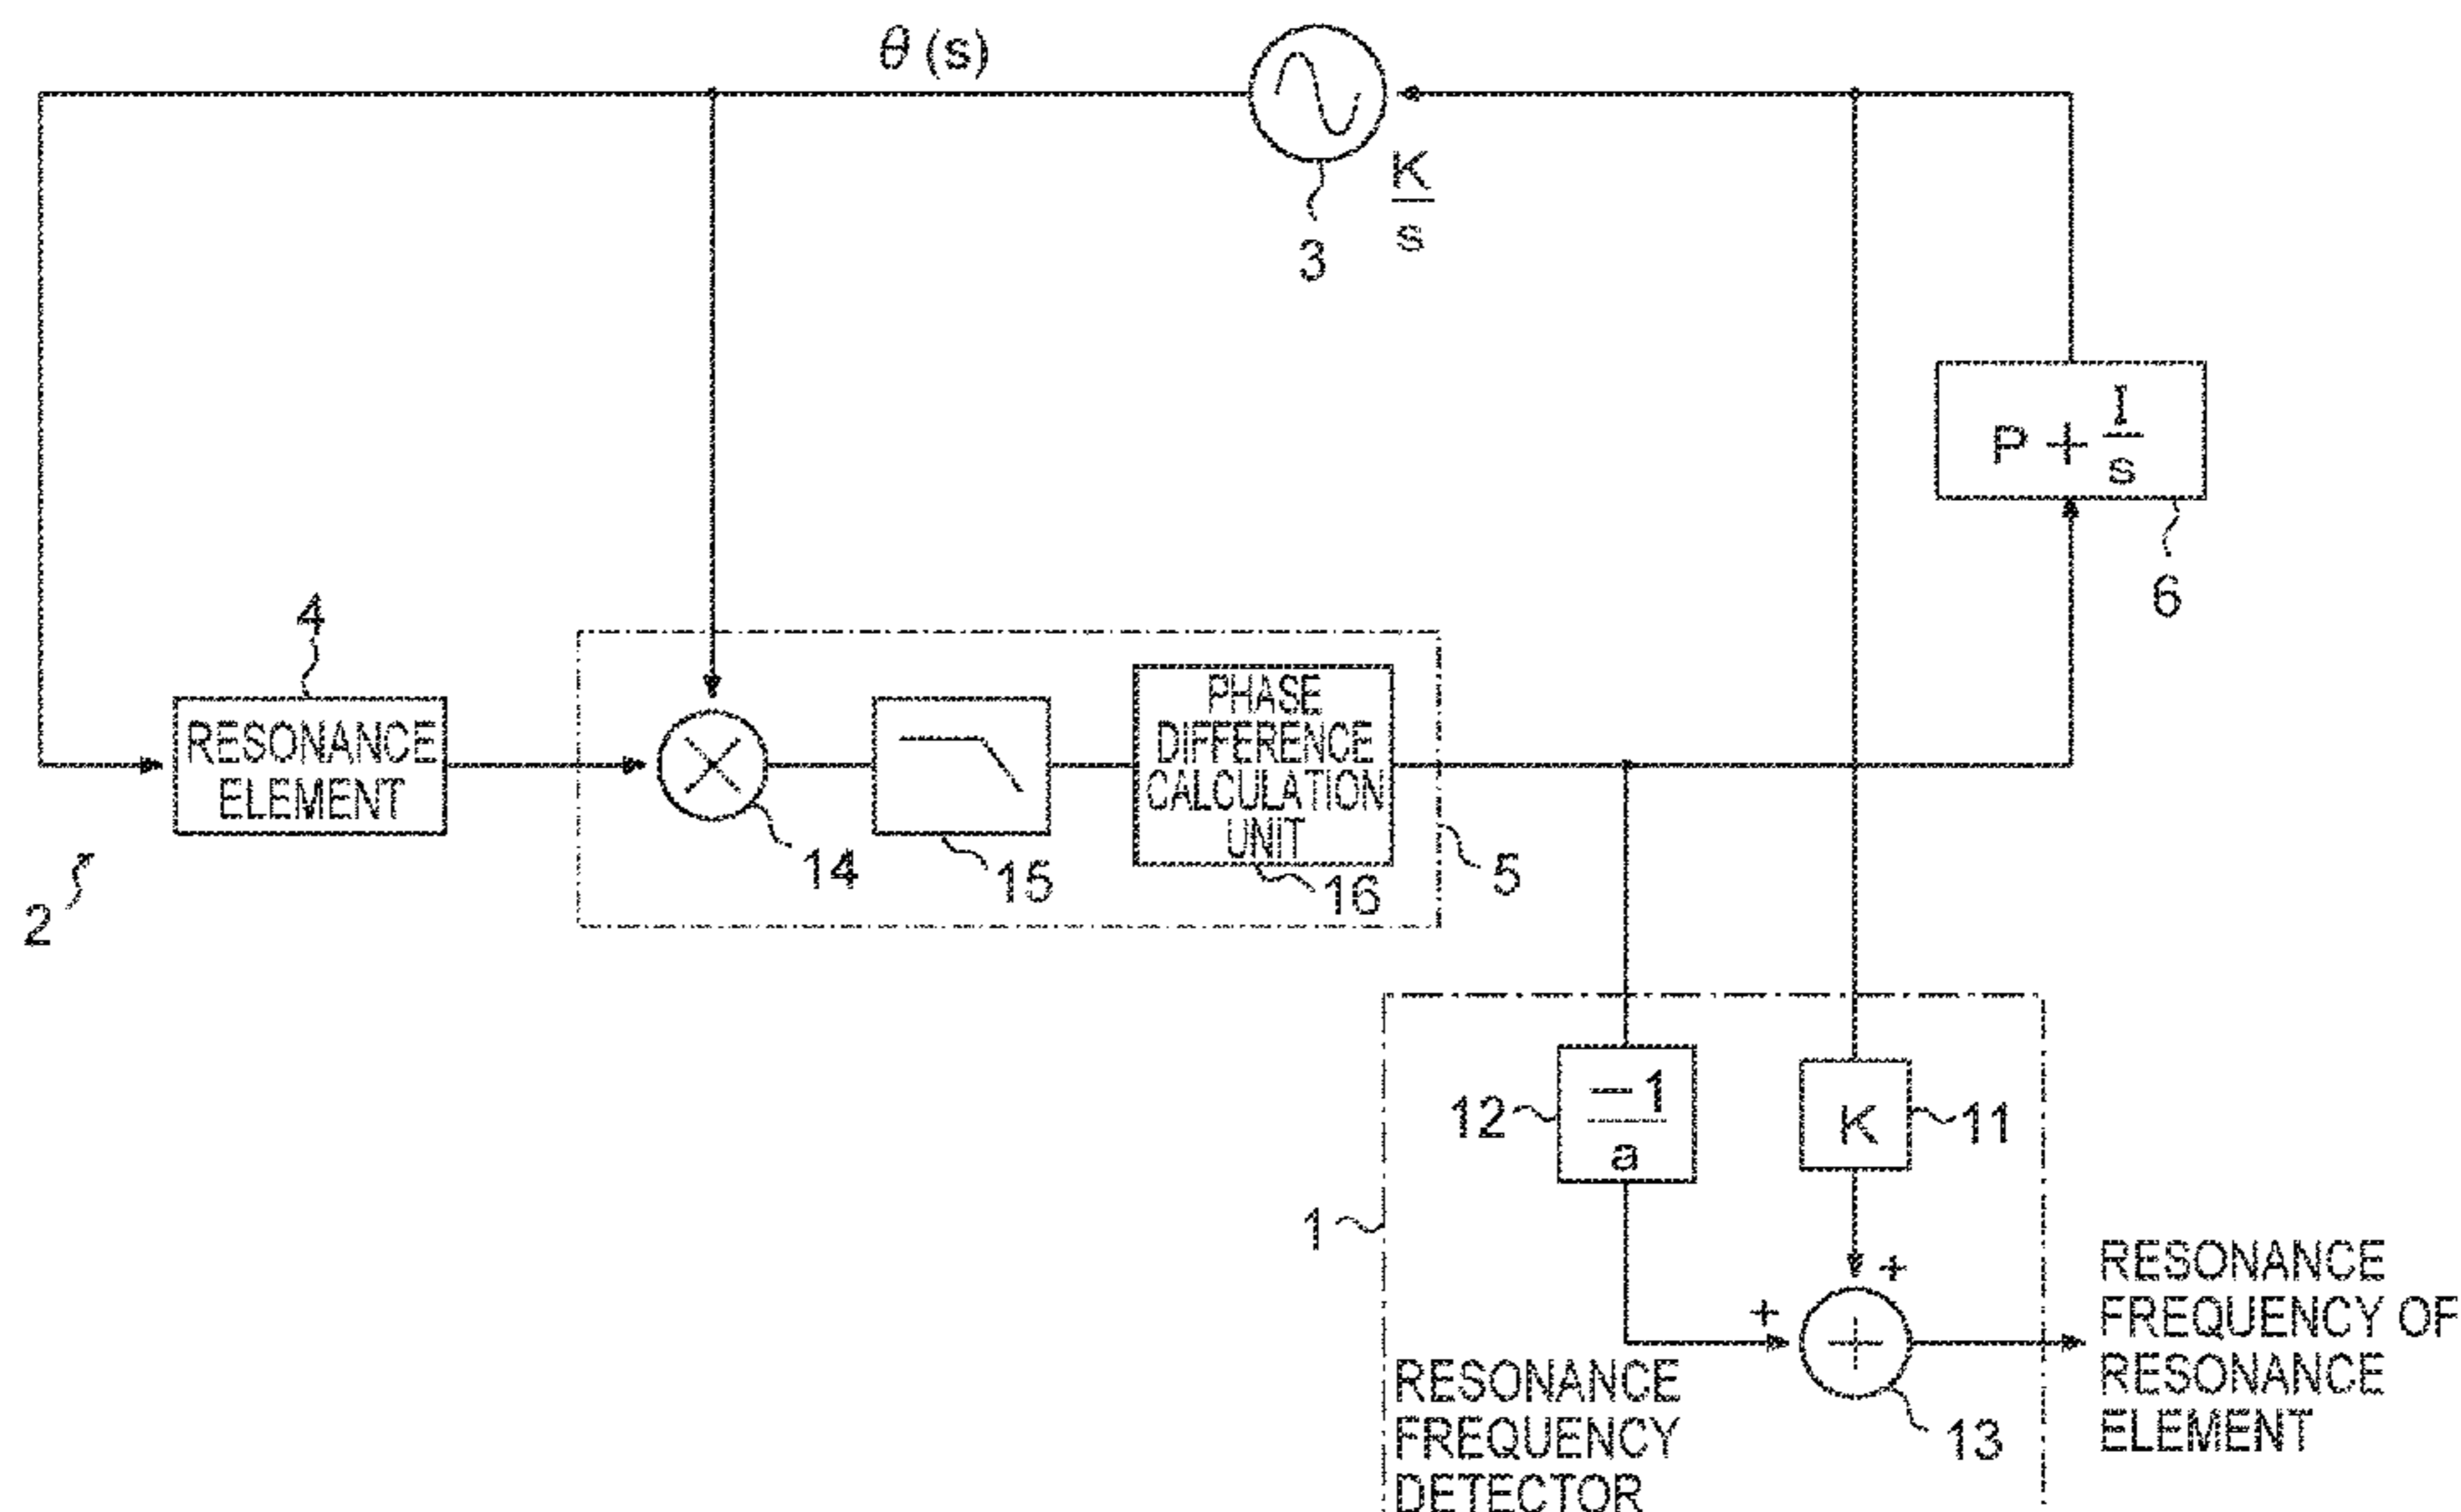 θ (s)
K
s
3
P + I
s
6
4
RESONANCE
ELEMENT
2
14
15
PHASE
DIFFERENCE
CALCULATION
UNIT
16
5
12
−1
a
K
11
1
+
+
13
RESONANCE
FREQUENCY
DETECTOR
RESONANCE
FREQUENCY OF
RESONANCE
ELEMENT